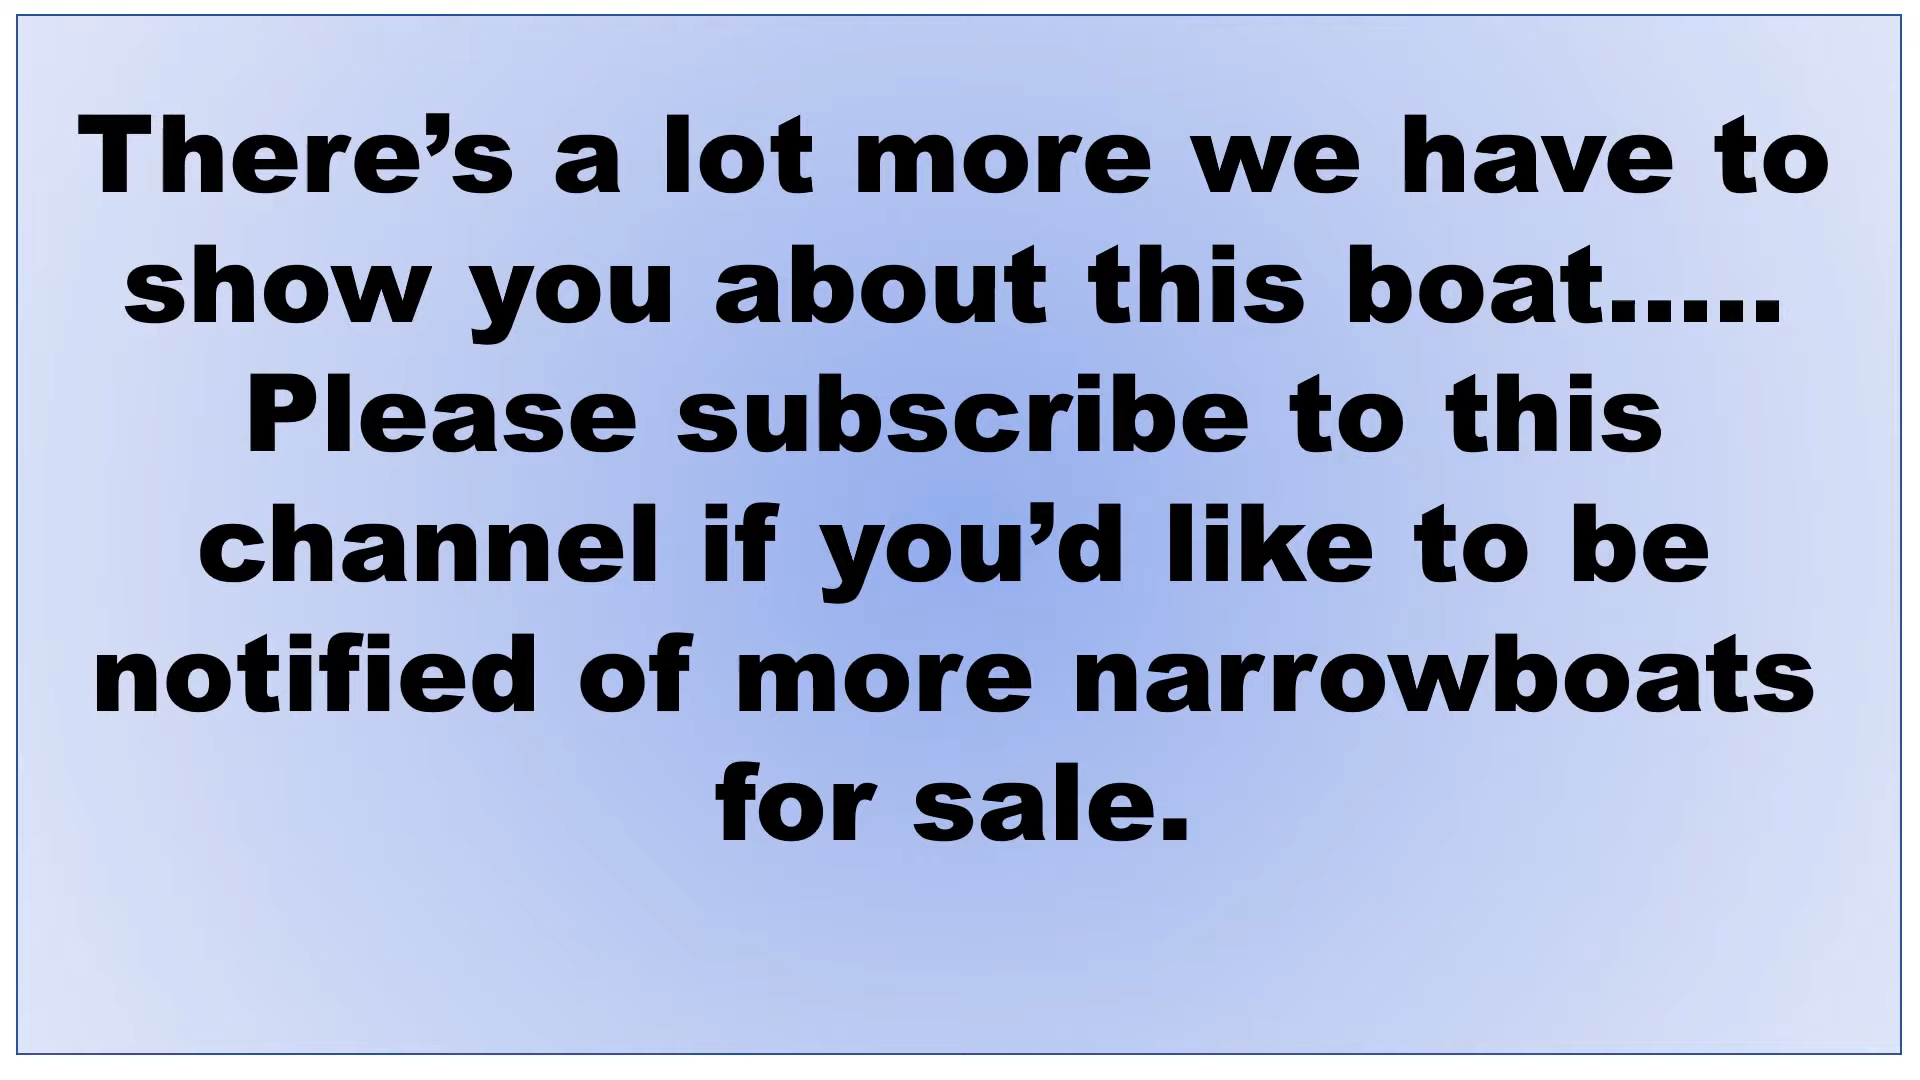 There’s a lot more we have to
show you about this boat…..
Please subscribe to this
channel if you’d like to be
notified of more narrowboats
for sale.